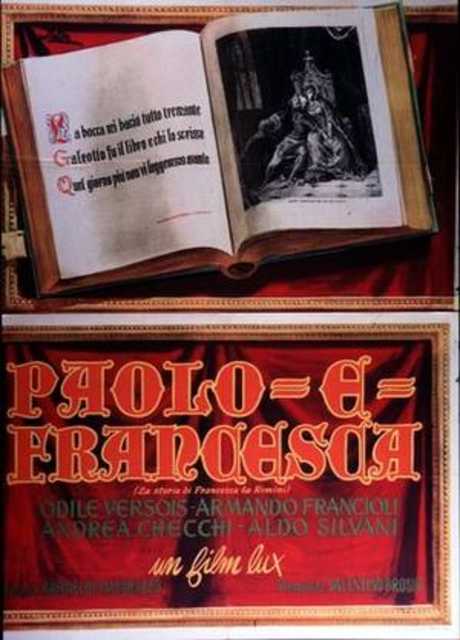 La bocca mi baciò tutto tremante
Galeotto fu il libro e chi lo scrisse
Quel giorno più non vi leggemmo avante
PAOLO = E =
FRANCESCA
(La storia di Francesca da Rimini)
ODILE VERSOIS - ARMANDO FRANCIOLI
ANDREA CHECCHI - ALDO SILVANI
un film lux
VALENTINO BROSIO